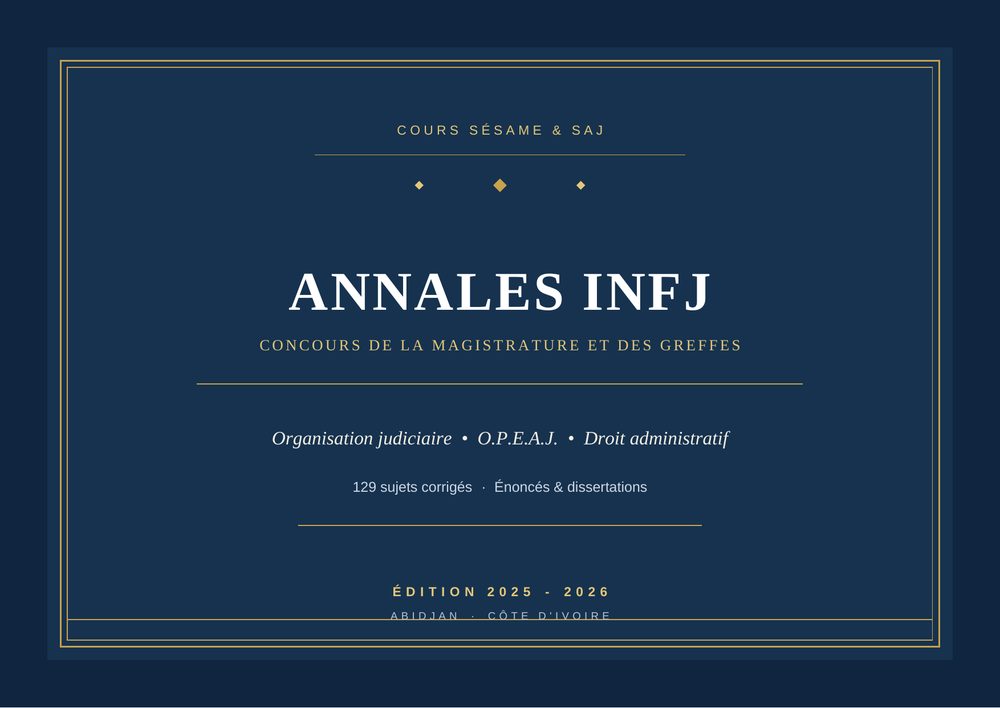 COURS SÉSAME & SAJ
ANNALES INFJ
CONCOURS DE LA MAGISTRATURE ET DES GREFFES
Organisation judiciaire • O.P.E.A.J. • Droit administratif
129 sujets corrigés · Énoncés & dissertations
ÉDITION 2025 - 2026
ABIDJAN · CÔTE D'IVOIRE